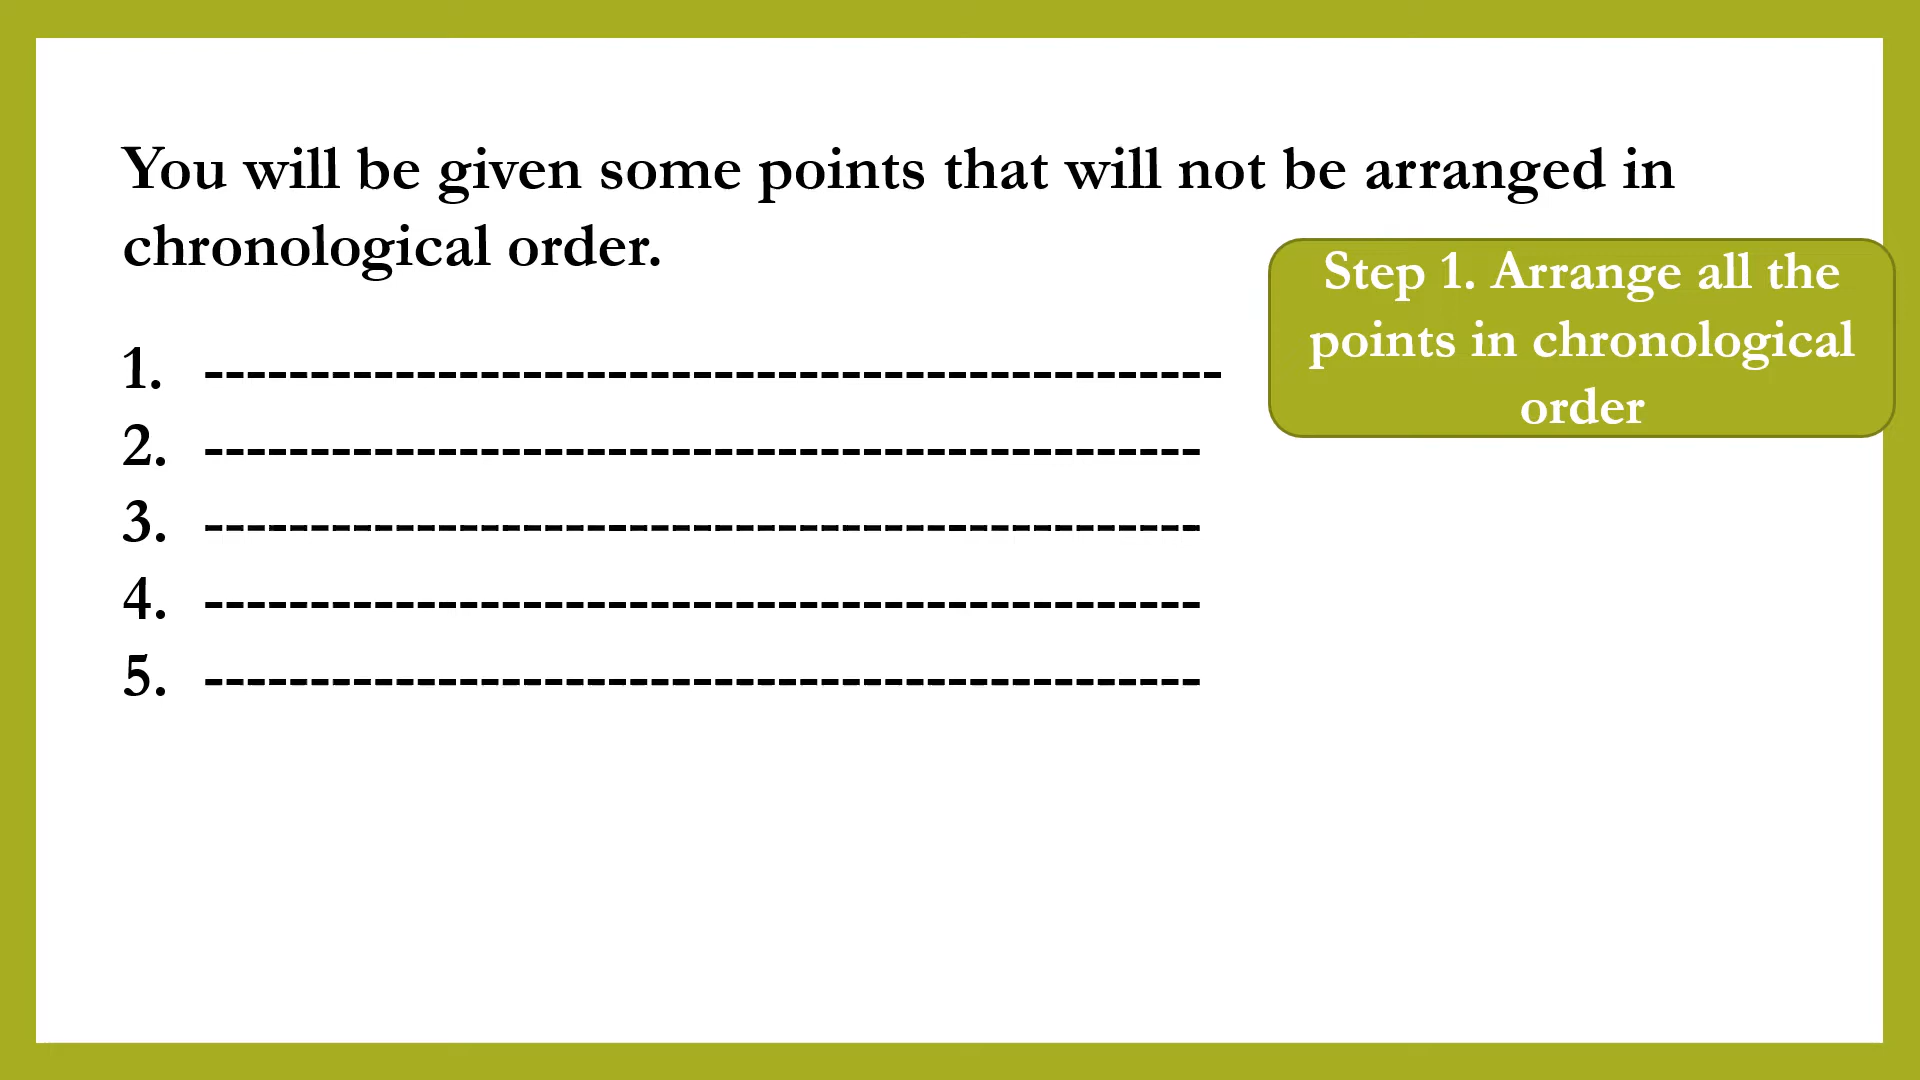 You will be given some points that will not be arranged in
chronological order.
Step 1. Arrange all the
points in chronological
order
1. ------------------------------------------------
2. -----------------------------------------------
3. -----------------------------------------------
4. -----------------------------------------------
5. -----------------------------------------------